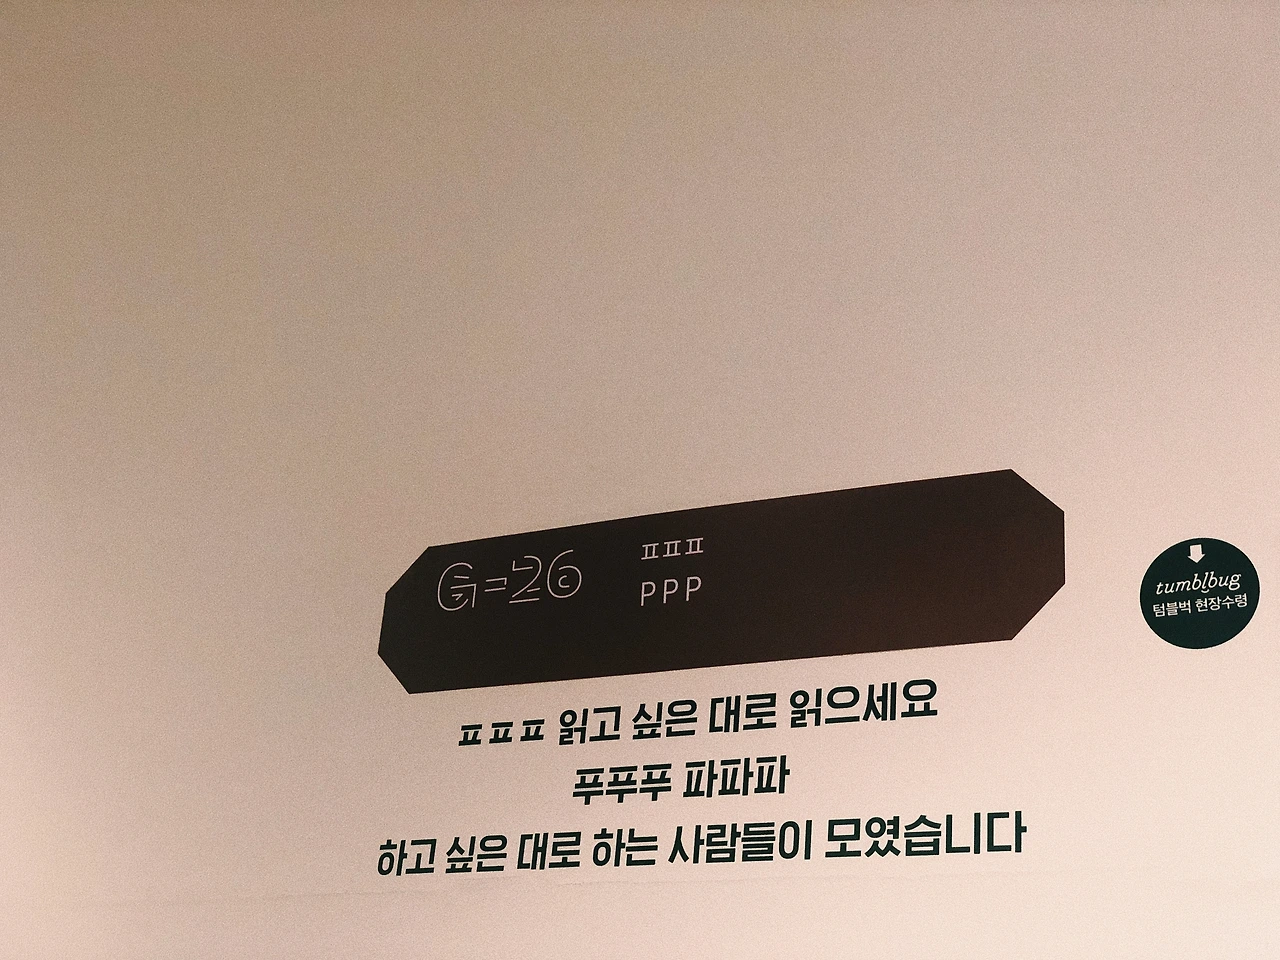 G=26
ㅍㅍㅍ
PPP
ㅍㅍㅍ 읽고 싶은 대로 읽으세요
푸푸푸 파파파
하고 싶은 대로 하는 사람들이 모였습니다
tumblbug
텀블벅 현장수령